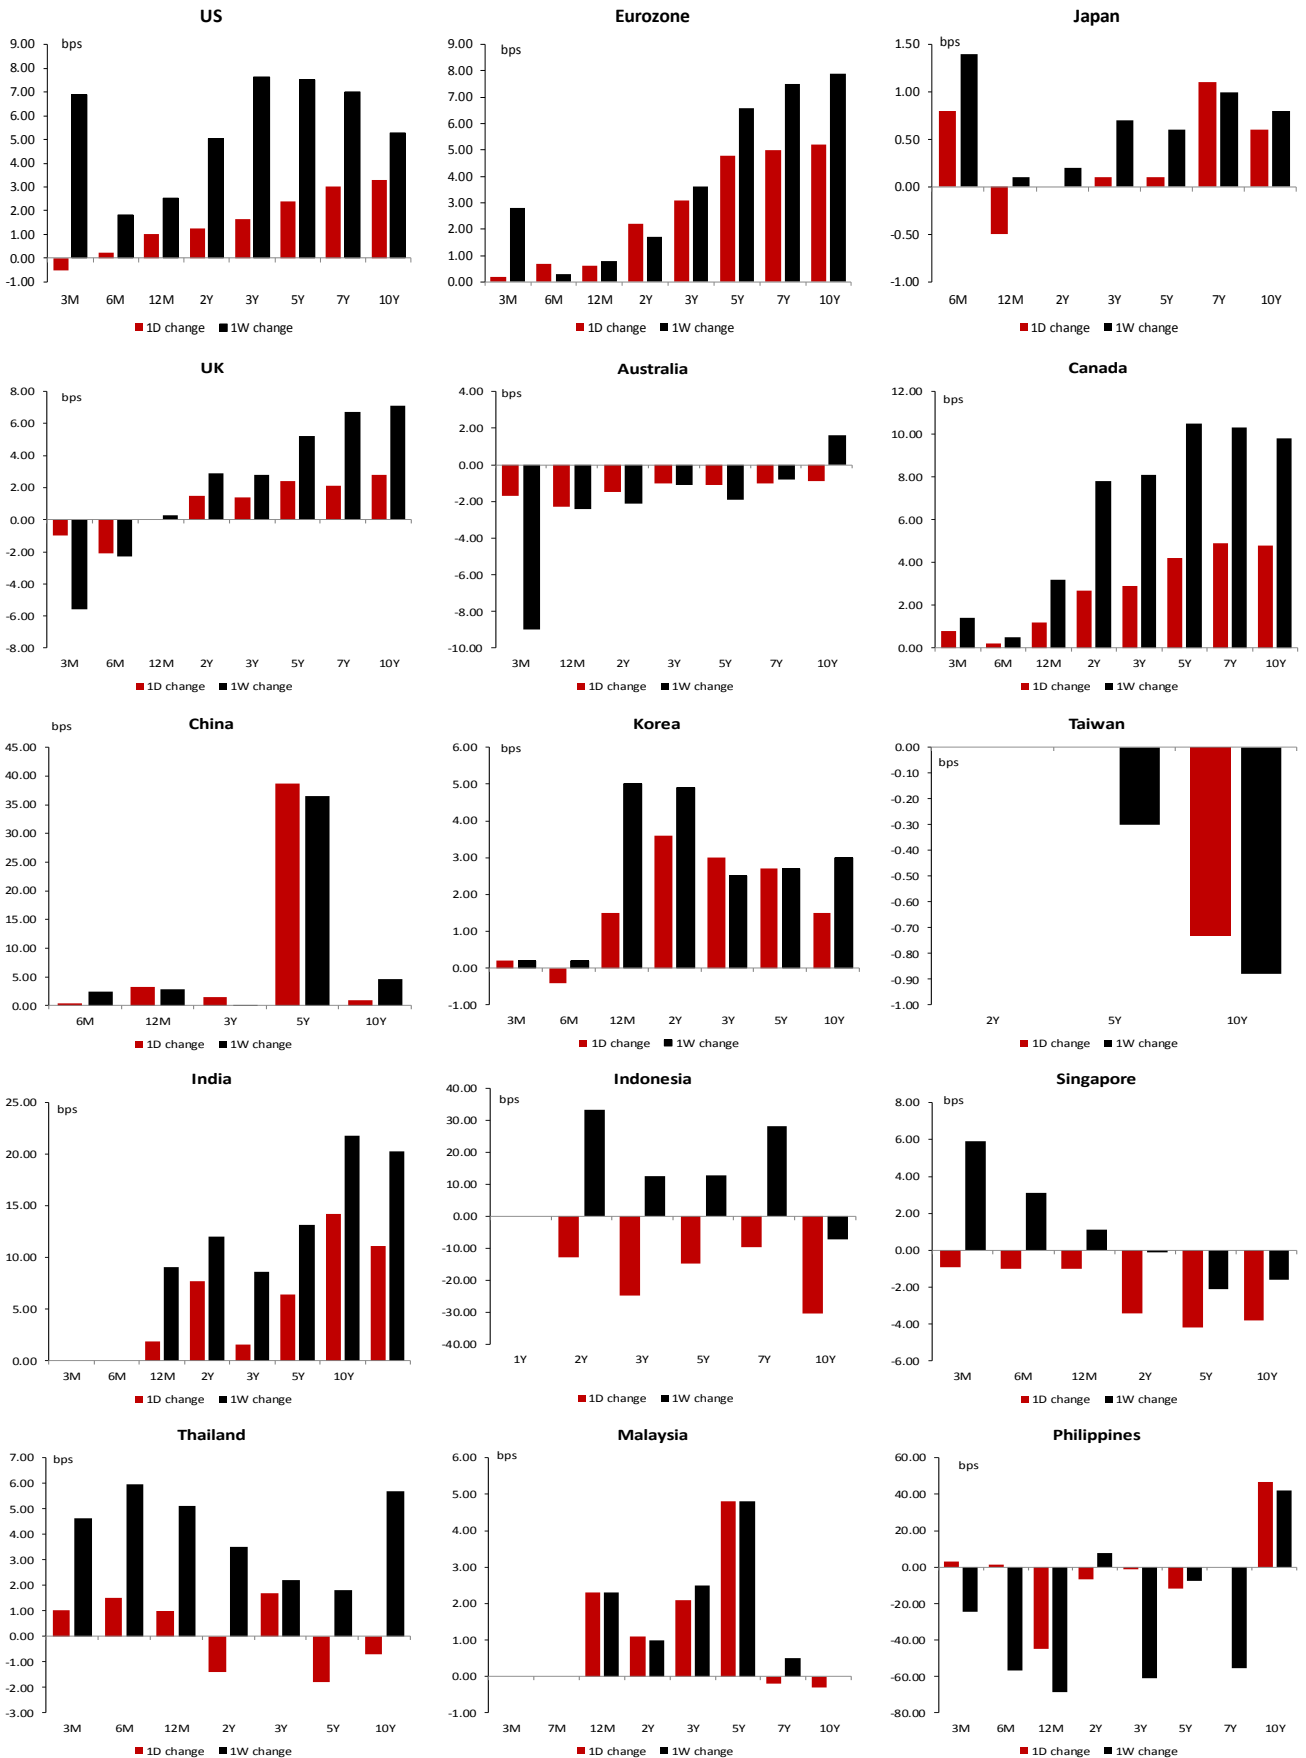 US
bps
9.00
8.00
7.00
6.00
5.00
4.00
3.00
2.00
1.00
0.00
-1.00
3M 6M 12M 2Y 3Y 5Y 7Y 10Y
1D change 1W change
Eurozone
bps
9.00
8.00
7.00
6.00
5.00
4.00
3.00
2.00
1.00
0.00
3M 6M 12M 2Y 3Y 5Y 7Y 10Y
1D change 1W change
Japan
bps
1.50
1.00
0.50
0.00
-0.50
-1.00
6M 12M 2Y 3Y 5Y 7Y 10Y
1D change 1W change
UK
bps
8.00
6.00
4.00
2.00
0.00
-2.00
-4.00
-6.00
-8.00
3M 6M 12M 2Y 3Y 5Y 7Y 10Y
1D change 1W change
Australia
bps
4.00
2.00
0.00
-2.00
-4.00
-6.00
-8.00
-10.00
3M 12M 2Y 3Y 5Y 7Y 10Y
1D change 1W change
Canada
bps
12.00
10.00
8.00
6.00
4.00
2.00
0.00
3M 6M 12M 2Y 3Y 5Y 7Y 10Y
1D change 1W change
China
bps
45.00
40.00
35.00
30.00
25.00
20.00
15.00
10.00
5.00
0.00
6M 12M 3Y 5Y 10Y
1D change 1W change
Korea
bps
6.00
5.00
4.00
3.00
2.00
1.00
0.00
-1.00
3M 6M 12M 2Y 3Y 5Y 10Y
1D change 1W change
Taiwan
0.00
bps
-0.10
-0.20
-0.30
-0.40
-0.50
-0.60
-0.70
-0.80
-0.90
-1.00
2Y 5Y 10Y
1D change 1W change
India
bps
25.00
20.00
15.00
10.00
5.00
0.00
3M 6M 12M 2Y 3Y 5Y 10Y
1D change 1W change
Indonesia
bps
40.00
30.00
20.00
10.00
0.00
-10.00
-20.00
-30.00
-40.00
1Y 2Y 3Y 5Y 7Y 10Y
1D change 1W change
Singapore
bps
8.00
6.00
4.00
2.00
0.00
-2.00
-4.00
-6.00
3M 6M 12M 2Y 5Y 10Y
1D change 1W change
Thailand
bps
7.00
6.00
5.00
4.00
3.00
2.00
1.00
0.00
-1.00
-2.00
-3.00
3M 6M 12M 2Y 3Y 5Y 10Y
1D change 1W change
Malaysia
bps
6.00
5.00
4.00
3.00
2.00
1.00
0.00
-1.00
3M 7M 12M 2Y 3Y 5Y 7Y 10Y
1D change 1W change
Philippines
bps
60.00
40.00
20.00
0.00
-20.00
-40.00
-60.00
-80.00
3M 6M 12M 2Y 3Y 5Y 7Y 10Y
1D change 1W change